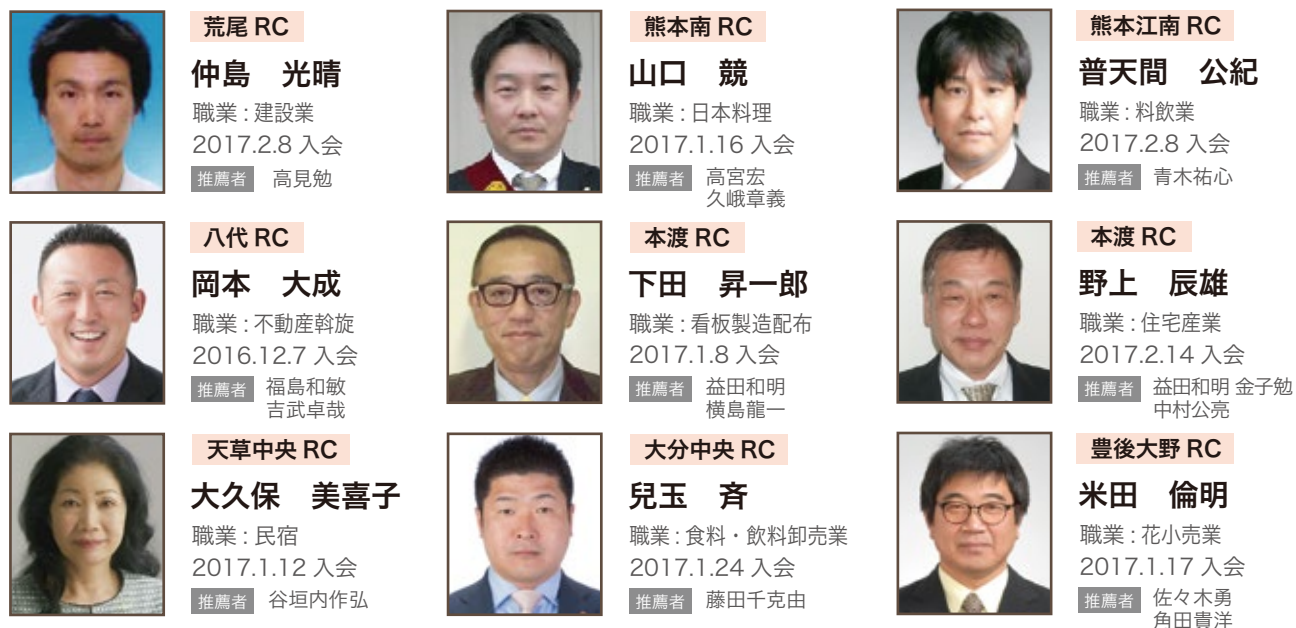 荒尾 RC
仲島　光晴
職業 : 建設業
2017.2.8 入会
推薦者　高見勉
熊本南 RC
山口　競
職業 : 日本料理
2017.1.16 入会
推薦者　高宮宏
久峨章義
熊本江南 RC
普天間　公紀
職業 : 料飲業
2017.2.8 入会
推薦者　青木祐心
八代 RC
岡本　大成
職業 : 不動産斡旋
2016.12.7 入会
推薦者　福島和敏
吉武卓哉
本渡 RC
下田　昇一郎
職業 : 看板製造配布
2017.1.8 入会
推薦者　益田和明
横島龍一
本渡 RC
野上　辰雄
職業 : 住宅産業
2017.2.14 入会
推薦者　益田和明 金子勉
中村公亮
天草中央 RC
大久保　美喜子
職業 : 民宿
2017.1.12 入会
推薦者　谷垣内作弘
大分中央 RC
兒玉　斉
職業 : 食料・飲料卸売業
2017.1.24 入会
推薦者　藤田千克由
豊後大野 RC
米田　倫明
職業 : 花小売業
2017.1.17 入会
推薦者　佐々木勇
角田貴洋